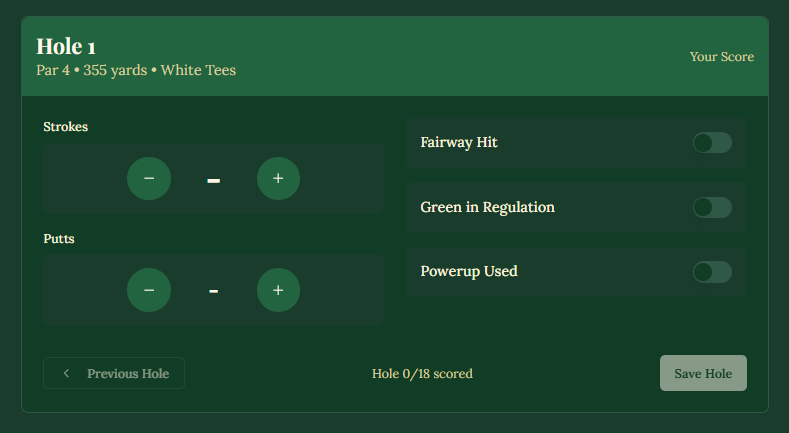 Hole 1
Par 4 • 355 yards • White Tees
Your Score
Strokes
− - +
Putts
− - +
Fairway Hit
Green in Regulation
Powerup Used
Previous Hole
Hole 0/18 scored
Save Hole